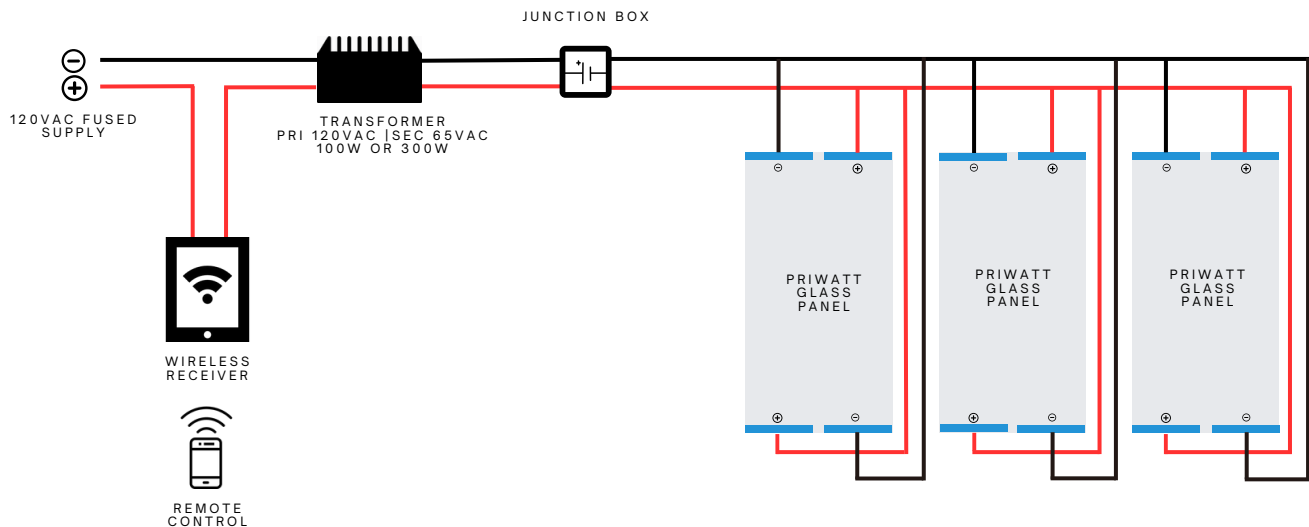 JUNCTION BOX
120VAC FUSED
SUPPLY
TRANSFORMER
PRI 120VAC |SEC 65VAC
100W OR 300W
WIRELESS
RECEIVER
REMOTE
CONTROL
PRIWATT
GLASS
PANEL
PRIWATT
GLASS
PANEL
PRIWATT
GLASS
PANEL